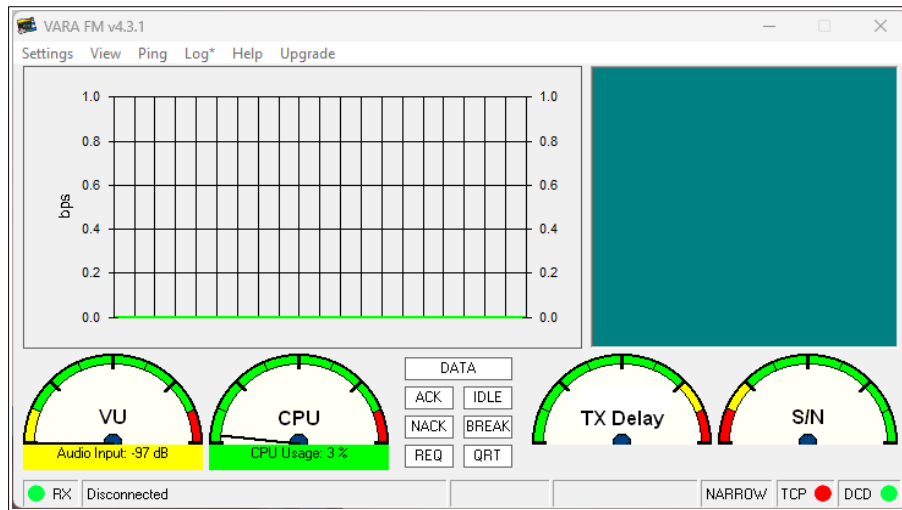 VARA FM v4.3.1
Settings View Ping Log* Help Upgrade
1.0 1.0
0.8 0.8
0.6 0.6
0.4 0.4
0.2 0.2
0.0 0.0
bps
VU
Audio Input: -97 dB
CPU
CPU Usage: 3 %
DATA
ACK IDLE
NACK BREAK
REQ QRT
TX Delay
S/N
RX Disconnected NARROW TCP DCD